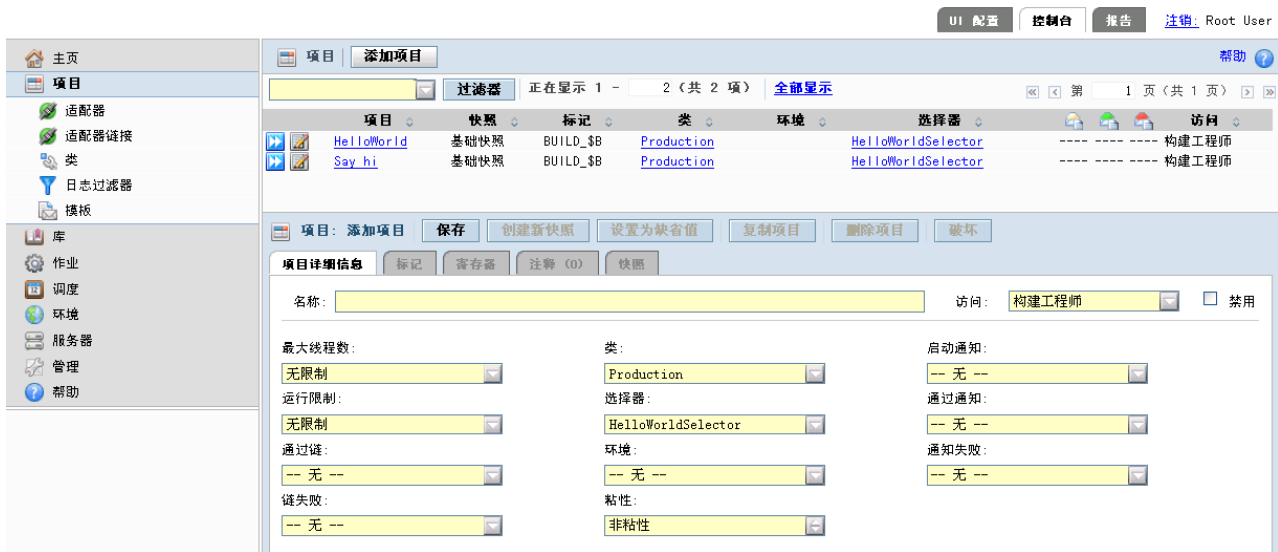 UI 配置 控制台 报告 注销: Root User
主页
项目
适配器
适配器链接
类
日志过滤器
模板
库
作业
12 调度
环境
服务器
管理
帮助
项目 添加项目 帮助
过滤器 正在显示 1 - 2 (共 2 项) 全部显示 第 1 页 (共 1 页)
项目 快照 标记 类 环境 选择器 访问
HelloWorld 基础快照 BUILD_$B Production HelloWorldSelector ---- ---- ---- 构建工程师
Say hi 基础快照 BUILD_$B Production HelloWorldSelector ---- ---- ---- 构建工程师
项目: 添加项目 保存 创建新快照 设置为缺省值 复制项目 删除项目 破坏
项目详细信息 标记 寄存器 注释 (0) 快照
名称: 访问: 构建工程师 禁用
最大线程数: 类: 启动通知:
无限制 Production -- 无 --
运行限制: 选择器: 通过通知:
无限制 HelloWorldSelector -- 无 --
通过链: 环境: 通知失败:
-- 无 -- -- 无 -- -- 无 --
链失败: 粘性:
-- 无 -- 非粘性